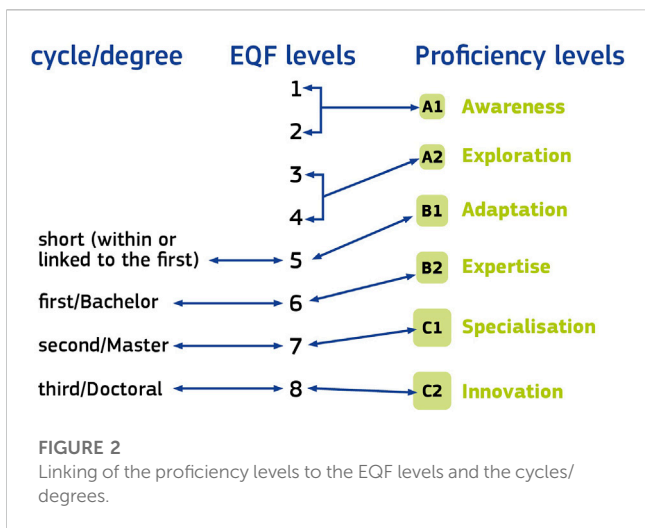 cycle/degree EQF levels Proficiency levels
1
A1 Awareness
2
A2 Exploration
3
4
B1 Adaptation
short (within or
linked to the first) 5
B2 Expertise
first/Bachelor 6
C1 Specialisation
second/Master 7
third/Doctoral 8 C2 Innovation
FIGURE 2
Linking of the proficiency levels to the EQF levels and the cycles/
degrees.